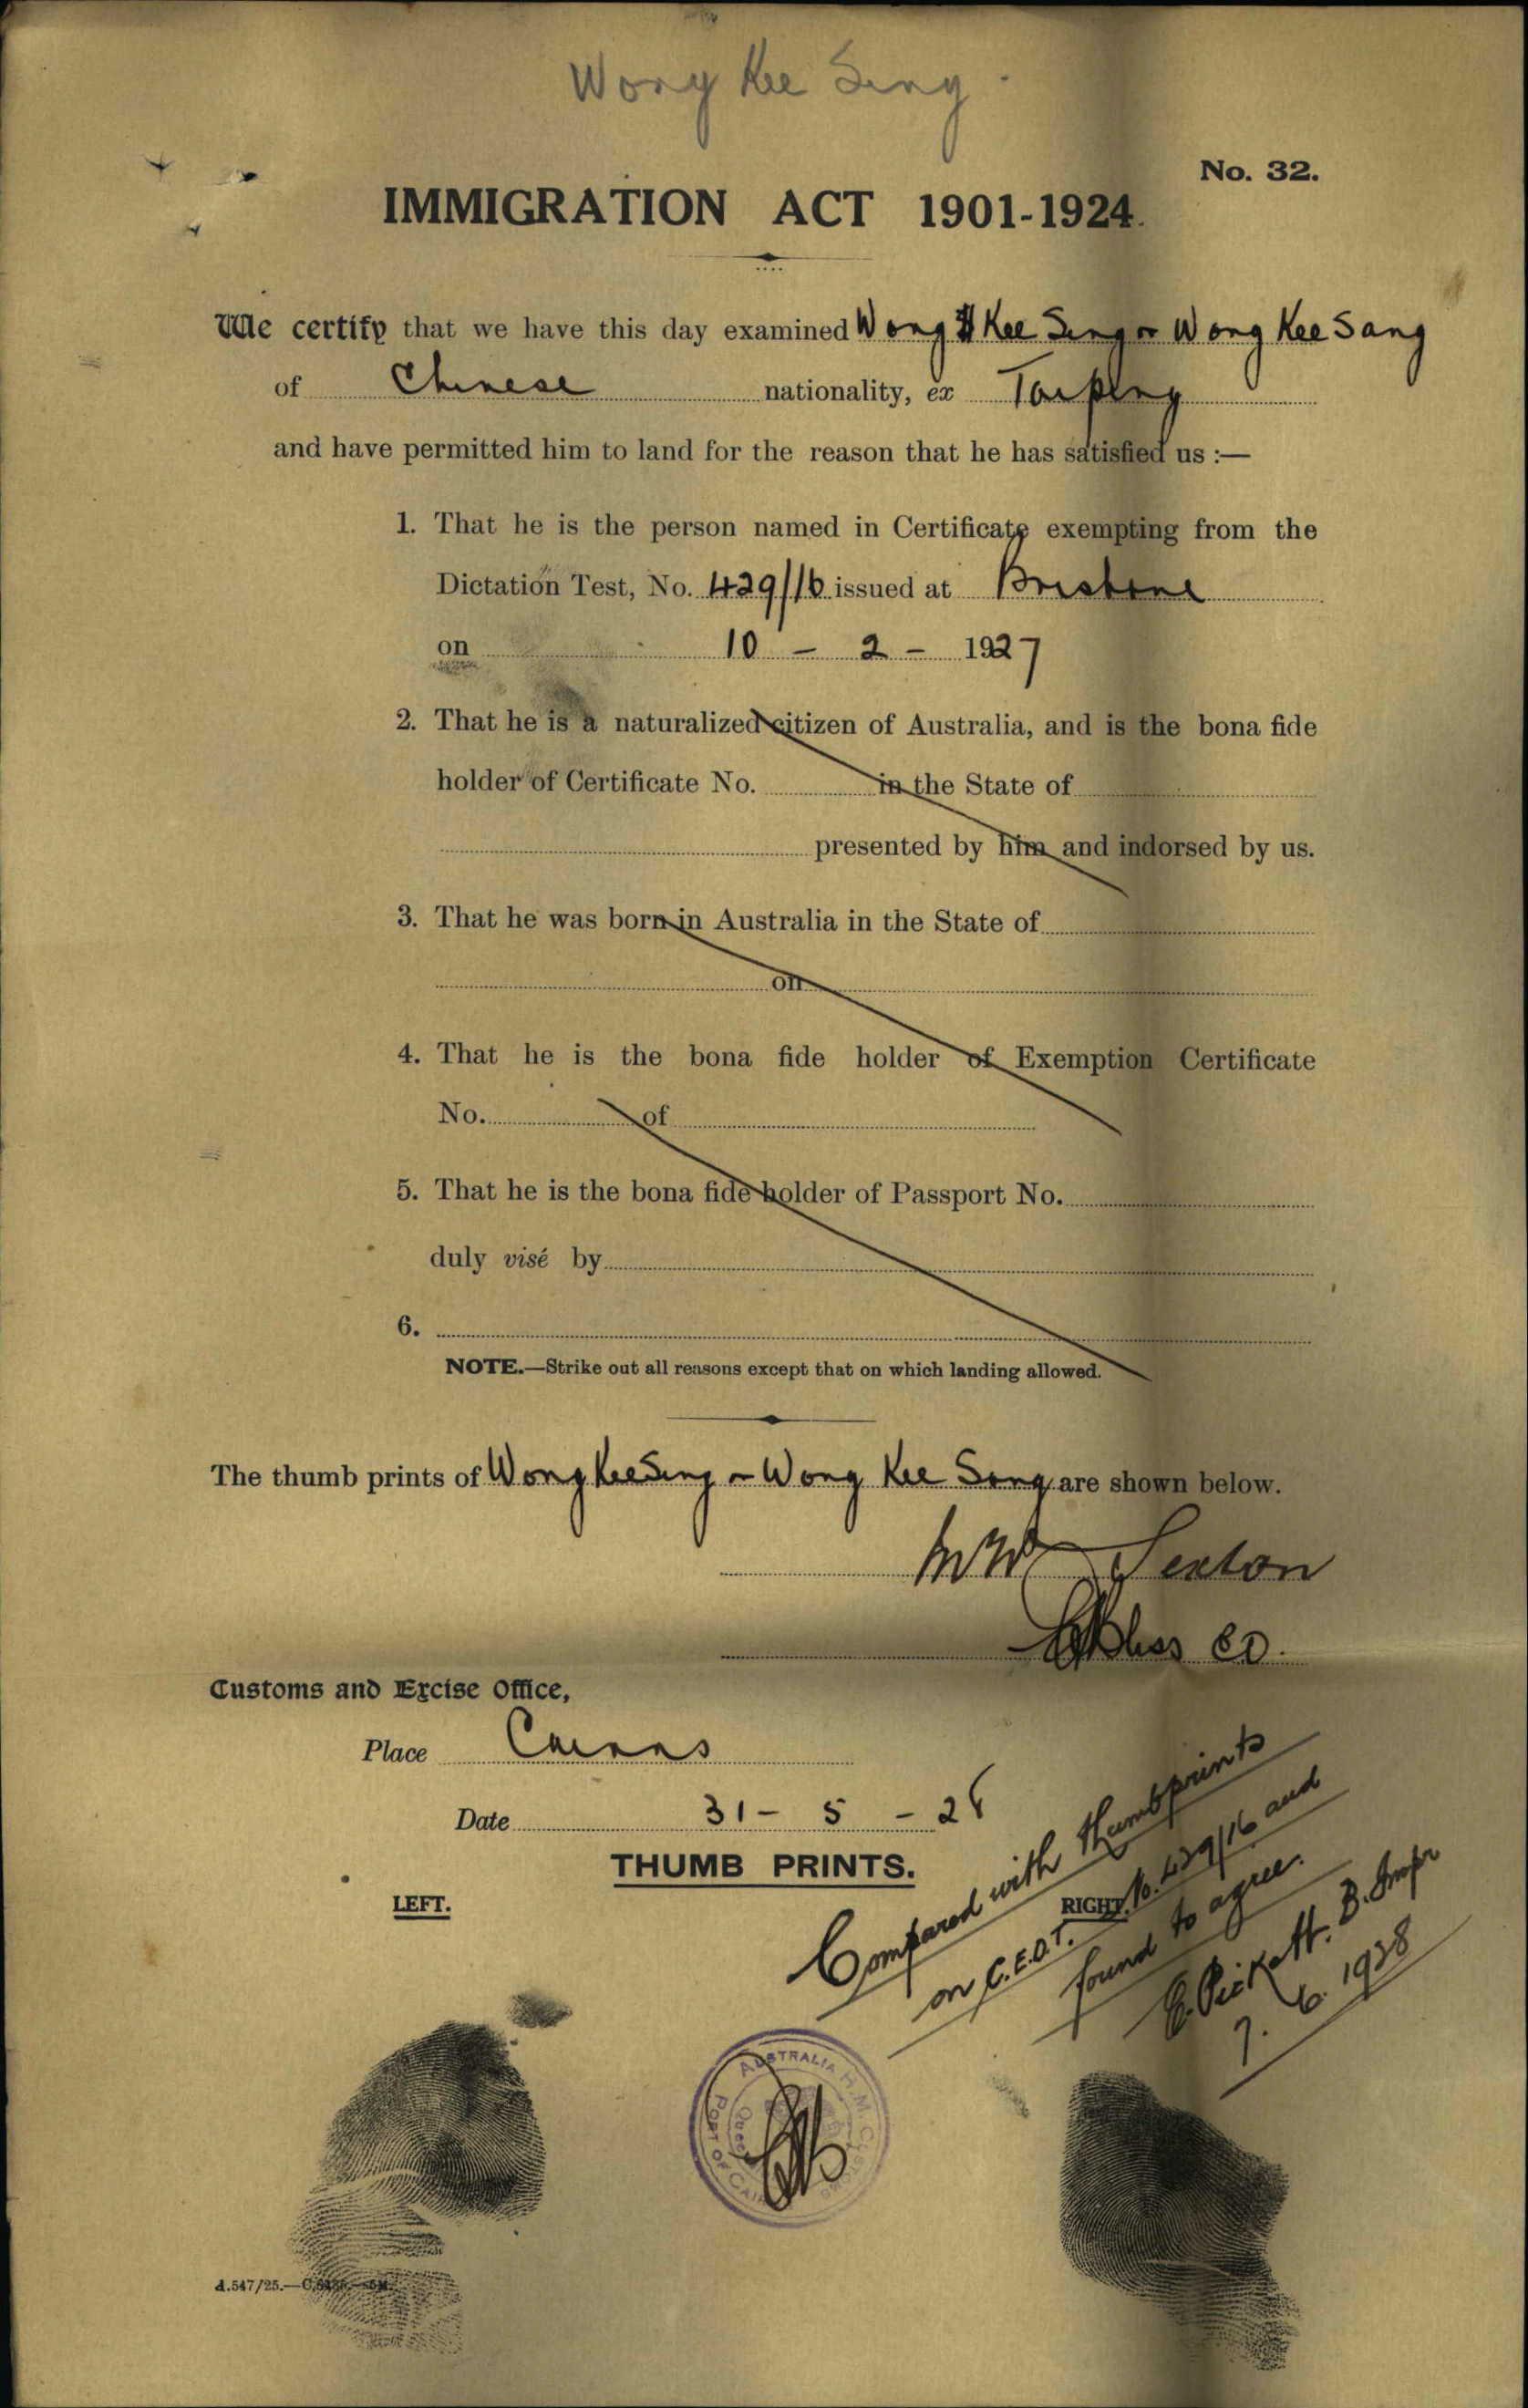 Wong Kee Sing.
No. 32.
IMMIGRATION ACT 1901-1924.
We certify that we have this day examined Wong Kee Sing or Wong Kee Sang
of Chinese nationality, ex Taiping
and have permitted him to land for the reason that he has satisfied us :—
1. That he is the person named in Certificate exempting from the
Dictation Test, No. 429/16 issued at Brisbane
on 10 - 2 - 1927
2. That he is a naturalized citizen of Australia, and is the bona fide
holder of Certificate No. in the State of
presented by him and indorsed by us.
3. That he was born in Australia in the State of
on
4. That he is the bona fide holder of Exemption Certificate
No. of
5. That he is the bona fide holder of Passport No.
duly visé by
6.
NOTE.—Strike out all reasons except that on which landing allowed.
The thumb prints of Wong Kee Sing or Wong Kee Sang are shown below.
Sexton
Customs and Excise Office,
Place Cairns
Date 31 - 5 - 28
THUMB PRINTS.
LEFT.
RIGHT.
Compared with thumbprints
on C.E.D.T. No. 429/16 and
found to agree.
E. Pickett. B. Inspr
7. 6. 1928
AUSTRALIA H.M. CUSTOMS
PORT OF CAIRNS
A.547/25.—C.